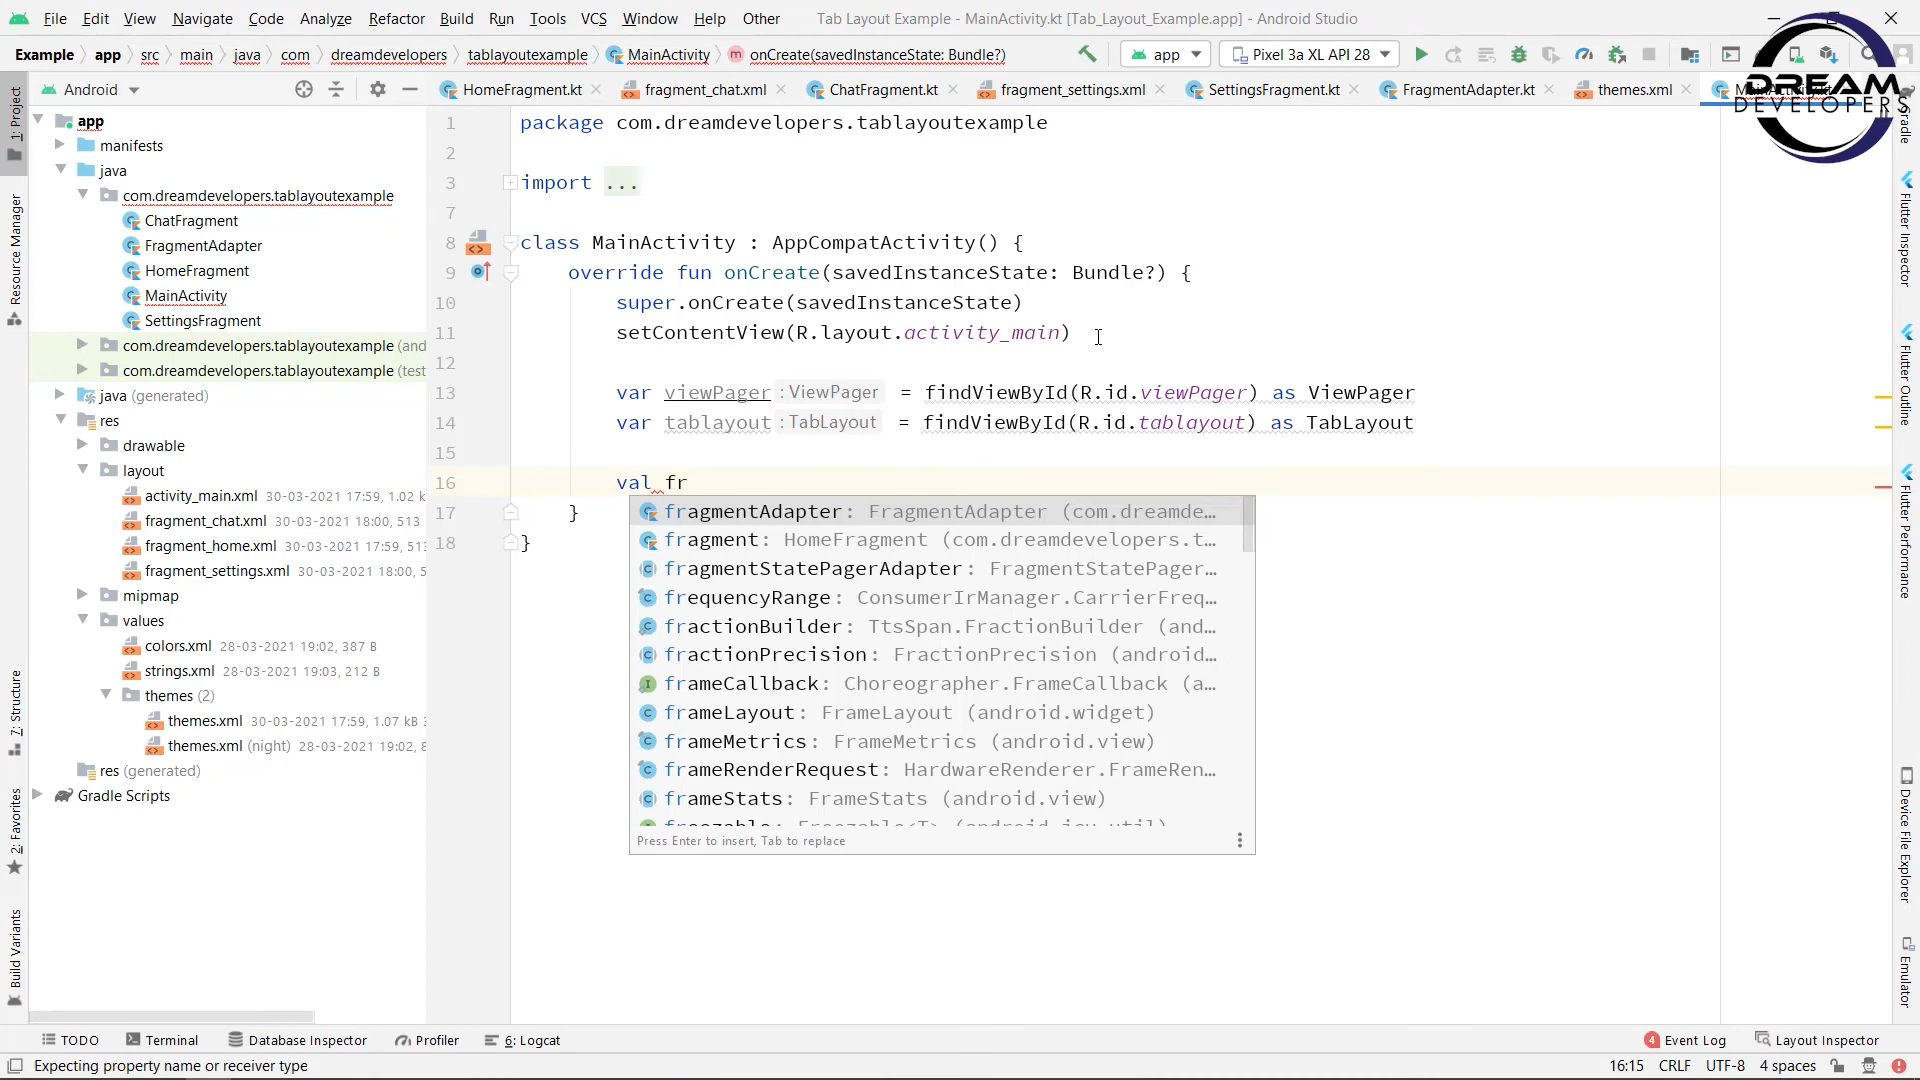 File Edit View Navigate Code Analyze Refactor Build Run Tools VCS Window Help Other Tab Layout Example - MainActivity.kt [Tab_Layout_Example.app] - Android Studio
Example app src main java com dreamdevelopers tablayoutexample MainActivity onCreate(savedInstanceState: Bundle?) app Pixel 3a XL API 28
DREAM
DEVELOPERS
Android
HomeFragment.kt fragment_chat.xml ChatFragment.kt fragment_settings.xml SettingsFragment.kt FragmentAdapter.kt themes.xml
1: Project
Resource Manager
7: Structure
2: Favorites
Build Variants
app
manifests
java
com.dreamdevelopers.tablayoutexample
ChatFragment
FragmentAdapter
HomeFragment
MainActivity
SettingsFragment
com.dreamdevelopers.tablayoutexample (and
com.dreamdevelopers.tablayoutexample (test
java (generated)
res
drawable
layout
activity_main.xml 30-03-2021 17:59, 1.02 k
fragment_chat.xml 30-03-2021 18:00, 513
fragment_home.xml 30-03-2021 17:59, 513
fragment_settings.xml 30-03-2021 18:00, 5
mipmap
values
colors.xml 28-03-2021 19:02, 387 B
strings.xml 28-03-2021 19:03, 212 B
themes (2)
themes.xml 30-03-2021 17:59, 1.07 kB
themes.xml (night) 28-03-2021 19:02, 8
res (generated)
Gradle Scripts
1 package com.dreamdevelopers.tablayoutexample
2
3 import ...
7
8 class MainActivity : AppCompatActivity() {
9 override fun onCreate(savedInstanceState: Bundle?) {
10 super.onCreate(savedInstanceState)
11 setContentView(R.layout.activity_main)
12
13 var viewPager : ViewPager = findViewById(R.id.viewPager) as ViewPager
14 var tablayout : TabLayout = findViewById(R.id.tablayout) as TabLayout
15
16 val fr
17 }
18 }
fragmentAdapter: FragmentAdapter (com.dreamde...
fragment: HomeFragment (com.dreamdevelopers.t...
fragmentStatePagerAdapter: FragmentStatePager...
frequencyRange: ConsumerIrManager.CarrierFreq...
fractionBuilder: TtsSpan.FractionBuilder (and...
fractionPrecision: FractionPrecision (android...
frameCallback: Choreographer.FrameCallback (a...
frameLayout: FrameLayout (android.widget)
frameMetrics: FrameMetrics (android.view)
frameRenderRequest: HardwareRenderer.FrameRen...
frameStats: FrameStats (android.view)
freezable: Freezable<T> (android.icu.util)
Press Enter to insert, Tab to replace
Gradle
Flutter Inspector
Flutter Outline
Flutter Performance
Device File Explorer
Emulator
TODO Terminal Database Inspector Profiler 6: Logcat 4 Event Log Layout Inspector
Expecting property name or receiver type 16:15 CRLF UTF-8 4 spaces